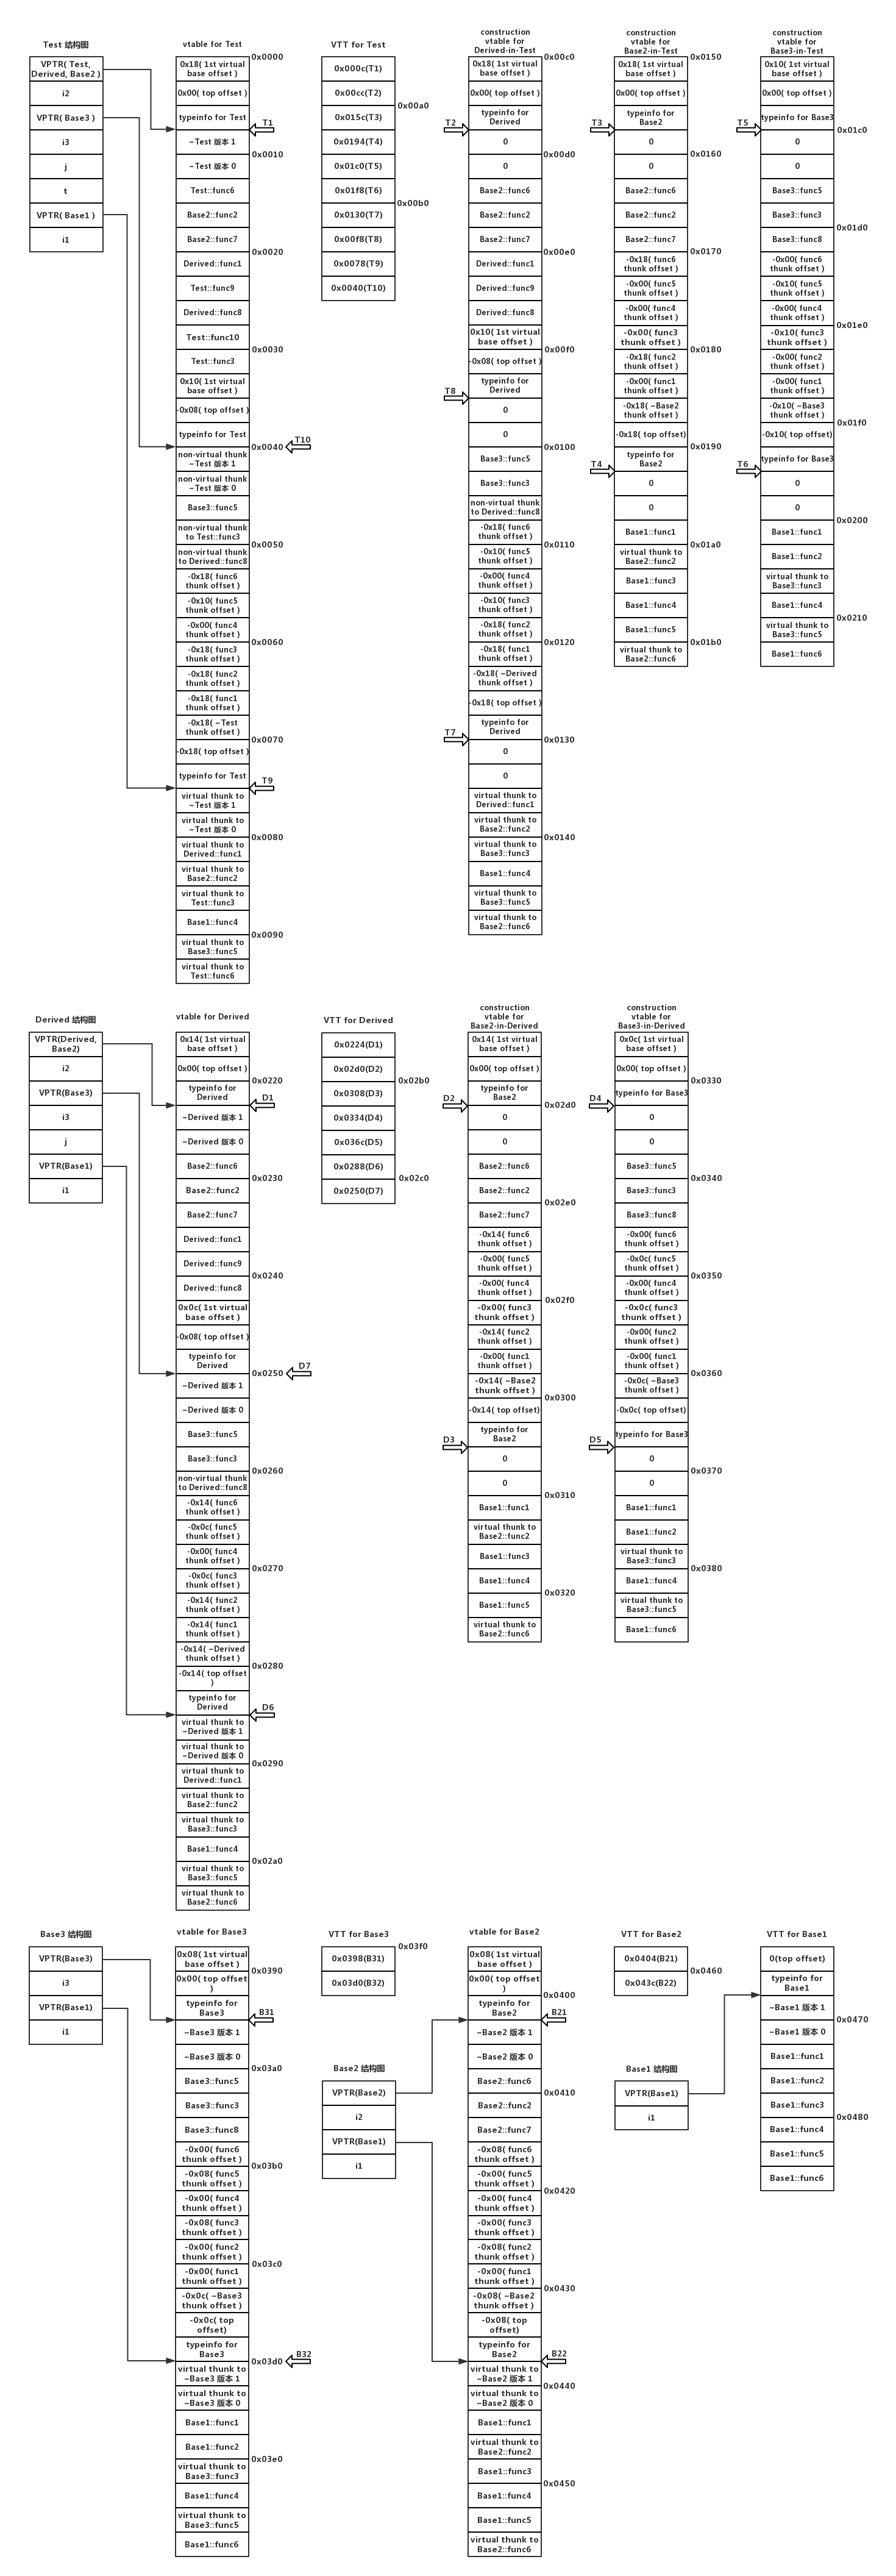 Test 结构图
VPTR( Test,
Derived, Base2 )
i2
VPTR( Base3 )
i3
j
t
VPTR( Base1 )
i1
vtable for Test
0x0000
0x18( 1st virtual
base offset )
0x00( top offset )
typeinfo for Test
T1
~Test 版本 1
0x0010
~Test 版本 0
Test::func6
Base2::func2
Base2::func7
0x0020
Derived::func1
Test::func9
Derived::func8
Test::func10
0x0030
Test::func3
0x10( 1st virtual
base offset )
-0x08( top offset )
typeinfo for Test
0x0040
T10
non-virtual thunk
~Test 版本 1
non-virtual thunk
~Test 版本 0
Base3::func5
non-virtual thunk
to Test::func3
0x0050
non-virtual thunk
to Derived::func8
-0x18( func6
thunk offset )
-0x10( func5
thunk offset )
-0x00( func4
thunk offset )
0x0060
-0x18( func3
thunk offset )
-0x18( func2
thunk offset )
-0x18( func1
thunk offset )
-0x18( ~Test
thunk offset )
0x0070
-0x18( top offset )
typeinfo for Test
T9
virtual thunk to
~Test 版本 1
virtual thunk to
~Test 版本 0
0x0080
virtual thunk to
Derived::func1
virtual thunk to
Base2::func2
virtual thunk to
Test::func3
Base1::func4
0x0090
virtual thunk to
Base3::func5
virtual thunk to
Test::func6
VTT for Test
0x000c(T1)
0x00cc(T2)
0x00a0
0x015c(T3)
0x0194(T4)
0x01c0(T5)
0x01f8(T6)
0x00b0
0x0130(T7)
0x00f8(T8)
0x0078(T9)
0x0040(T10)
construction
vtable for
Derived-in-Test
0x00c0
0x18( 1st virtual
base offset )
0x00( top offset )
typeinfo for
Derived
T2
0
0x00d0
0
Base2::func6
Base2::func2
Base2::func7
0x00e0
Derived::func1
Derived::func9
Derived::func8
0x10( 1st virtual
base offset )
0x00f0
-0x08( top offset )
typeinfo for
Derived
T8
0
0
0x0100
Base3::func5
Base3::func3
non-virtual thunk
to Derived::func8
-0x18( func6
thunk offset )
0x0110
-0x10( func5
thunk offset )
-0x00( func4
thunk offset )
-0x10( func3
thunk offset )
-0x18( func2
thunk offset )
0x0120
-0x18( func1
thunk offset )
-0x18( ~Derived
thunk offset )
-0x18( top offset )
typeinfo for
Derived
T7
0x0130
0
0
virtual thunk to
Derived::func1
virtual thunk to
Base2::func2
0x0140
virtual thunk to
Base3::func3
Base1::func4
virtual thunk to
Base3::func5
virtual thunk to
Base2::func6
construction
vtable for
Base2-in-Test
0x0150
0x18( 1st virtual
base offset )
0x00( top offset )
typeinfo for
Base2
T3
0
0x0160
0
Base2::func6
Base2::func2
Base2::func7
0x0170
-0x18( func6
thunk offset )
-0x00( func5
thunk offset )
-0x00( func4
thunk offset )
-0x00( func3
thunk offset )
0x0180
-0x18( func2
thunk offset )
-0x00( func1
thunk offset )
-0x18( ~Base2
thunk offset )
-0x18( top offset)
0x0190
typeinfo for
Base2
T4
0
0
Base1::func1
0x01a0
virtual thunk to
Base2::func2
Base1::func3
Base1::func4
Base1::func5
0x01b0
virtual thunk to
Base2::func6
construction
vtable for
Base3-in-Test
0x10( 1st virtual
base offset )
0x00( top offset )
typeinfo for Base3
T5
0x01c0
0
0
Base3::func5
Base3::func3
0x01d0
Base3::func8
-0x00( func6
thunk offset )
-0x10( func5
thunk offset )
-0x00( func4
thunk offset )
0x01e0
-0x10( func3
thunk offset )
-0x00( func2
thunk offset )
-0x00( func1
thunk offset )
-0x10( ~Base3
thunk offset )
0x01f0
-0x10( top offset)
typeinfo for Base3
T6
0
0
0x0200
Base1::func1
Base1::func2
virtual thunk to
Base3::func3
Base1::func4
0x0210
virtual thunk to
Base3::func5
Base1::func6
Derived 结构图
VPTR(Derived,
Base2)
i2
VPTR(Base3)
i3
j
VPTR(Base1)
i1
vtable for Derived
0x14( 1st virtual
base offset )
0x00( top offset )
0x0220
typeinfo for
Derived
D1
~Derived 版本 1
~Derived 版本 0
Base2::func6
0x0230
Base2::func2
Base2::func7
Derived::func1
Derived::func9
0x0240
Derived::func8
0x0c( 1st virtual
base offset )
-0x08( top offset )
typeinfo for
Derived
0x0250
D7
~Derived 版本 1
~Derived 版本 0
Base3::func5
Base3::func3
0x0260
non-virtual thunk
to Derived::func8
-0x14( func6
thunk offset )
-0x0c( func5
thunk offset )
-0x00( func4
thunk offset )
0x0270
-0x0c( func3
thunk offset )
-0x14( func2
thunk offset )
-0x14( func1
thunk offset )
-0x14( ~Derived
thunk offset )
0x0280
-0x14( top offset
)
typeinfo for
Derived
D6
virtual thunk to
~Derived 版本 1
virtual thunk to
~Derived 版本 0
0x0290
virtual thunk to
Derived::func1
virtual thunk to
Base2::func2
virtual thunk to
Base3::func3
Base1::func4
0x02a0
virtual thunk to
Base3::func5
virtual thunk to
Base2::func6
VTT for Derived
0x0224(D1)
0x02d0(D2)
0x02b0
0x0308(D3)
0x0334(D4)
0x036c(D5)
0x0288(D6)
0x02c0
0x0250(D7)
construction
vtable for
Base2-in-Derived
0x14( 1st virtual
base offset )
0x00( top offset )
typeinfo for
Base2
D2
0x02d0
0
0
Base2::func6
Base2::func2
0x02e0
Base2::func7
-0x14( func6
thunk offset )
-0x00( func5
thunk offset )
-0x00( func4
thunk offset )
0x02f0
-0x00( func3
thunk offset )
-0x14( func2
thunk offset )
-0x00( func1
thunk offset )
-0x14( ~Base2
thunk offset )
0x0300
-0x14( top offset)
typeinfo for
Base2
D3
0
0
0x0310
Base1::func1
virtual thunk to
Base2::func2
Base1::func3
Base1::func4
0x0320
Base1::func5
virtual thunk to
Base2::func6
construction
vtable for
Base3-in-Derived
0x0c( 1st virtual
base offset )
0x00( top offset )
0x0330
typeinfo for Base3
D4
0
0
Base3::func5
0x0340
Base3::func3
Base3::func8
-0x00( func6
thunk offset )
-0x0c( func5
thunk offset )
0x0350
-0x00( func4
thunk offset )
-0x0c( func3
thunk offset )
-0x00( func2
thunk offset )
-0x00( func1
thunk offset )
0x0360
-0x0c( ~Base3
thunk offset )
-0x0c( top offset)
typeinfo for Base3
D5
0
0x0370
0
Base1::func1
Base1::func2
virtual thunk to
Base3::func3
0x0380
Base1::func4
virtual thunk to
Base3::func5
Base1::func6
Base3 结构图
VPTR(Base3)
i3
VPTR(Base1)
i1
vtable for Base3
0x08( 1st virtual
base offset )
0x0390
0x00( top offset
)
typeinfo for
Base3
B31
~Base3 版本 1
~Base3 版本 0
0x03a0
Base3::func5
Base3::func3
Base3::func8
-0x00( func6
thunk offset )
0x03b0
-0x08( func5
thunk offset )
-0x00( func4
thunk offset )
-0x08( func3
thunk offset )
-0x00( func2
thunk offset )
0x03c0
-0x00( func1
thunk offset )
-0x0c( ~Base3
thunk offset )
-0x0c( top
offset)
typeinfo for
Base3
0x03d0
B32
virtual thunk to
~Base3 版本 1
virtual thunk to
~Base3 版本 0
Base1::func1
Base1::func2
0x03e0
virtual thunk to
Base3::func3
Base1::func4
virtual thunk to
Base3::func5
Base1::func6
VTT for Base3
0x03f0
0x0398(B31)
0x03d0(B32)
Base2 结构图
VPTR(Base2)
i2
VPTR(Base1)
i1
vtable for Base2
0x08( 1st virtual
base offset )
0x00( top offset
)
0x0400
typeinfo for
Base2
B21
~Base2 版本 1
~Base2 版本 0
Base2::func6
0x0410
Base2::func2
Base2::func7
-0x08( func6
thunk offset )
-0x00( func5
thunk offset )
0x0420
-0x00( func4
thunk offset )
-0x00( func3
thunk offset )
-0x08( func2
thunk offset )
-0x00( func1
thunk offset )
0x0430
-0x08( ~Base2
thunk offset )
-0x08( top
offset)
typeinfo for
Base2
B22
virtual thunk to
~Base2 版本 1
0x0440
virtual thunk to
~Base2 版本 0
Base1::func1
virtual thunk to
Base2::func2
Base1::func3
0x0450
Base1::func4
Base1::func5
virtual thunk to
Base2::func6
VTT for Base2
0x0404(B21)
0x0460
0x043c(B22)
Base1 结构图
VPTR(Base1)
i1
VTT for Base1
0(top offset)
typeinfo for
Base1
~Base1 版本 1
0x0470
~Base1 版本 0
Base1::func1
Base1::func2
Base1::func3
0x0480
Base1::func4
Base1::func5
Base1::func6